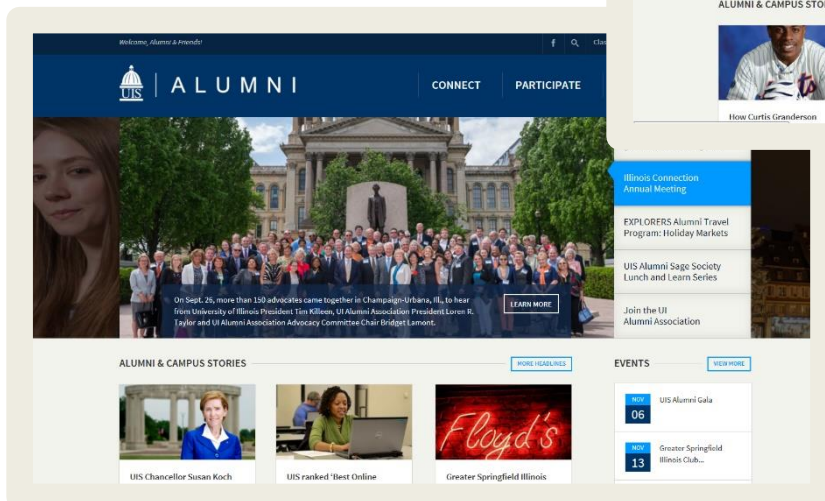 ALUMNI & CAMPUS
How Curtis Granderson
Welcome, Alumni & Friends!
f
UIS
ALUMNI
CONNECT
PARTICIPATE
Illinois Connection
Annual Meeting
EXPLORERS Alumni Travel
Program: Holiday Markets
UIS Alumni Sage Society
Lunch and Learn Series
Join the UI
Alumni Association
On Sept. 26, more than 150 advocates came together in Champaign-Urbana, Ill., to hear
from University of Illinois President Tim Killeen, UI Alumni Association President Loren R.
Taylor and UI Alumni Association Advocacy Committee Chair Bridget Lamont.
LEARN MORE
ALUMNI & CAMPUS STORIES
MORE HEADLINES
EVENTS
VIEW MORE
Floyd's
NOV
06
UIS Alumni Gala
NOV
13
Greater Springfield
Illinois Club...
UIS Chancellor Susan Koch
UIS ranked 'Best Online
Greater Springfield Illinois